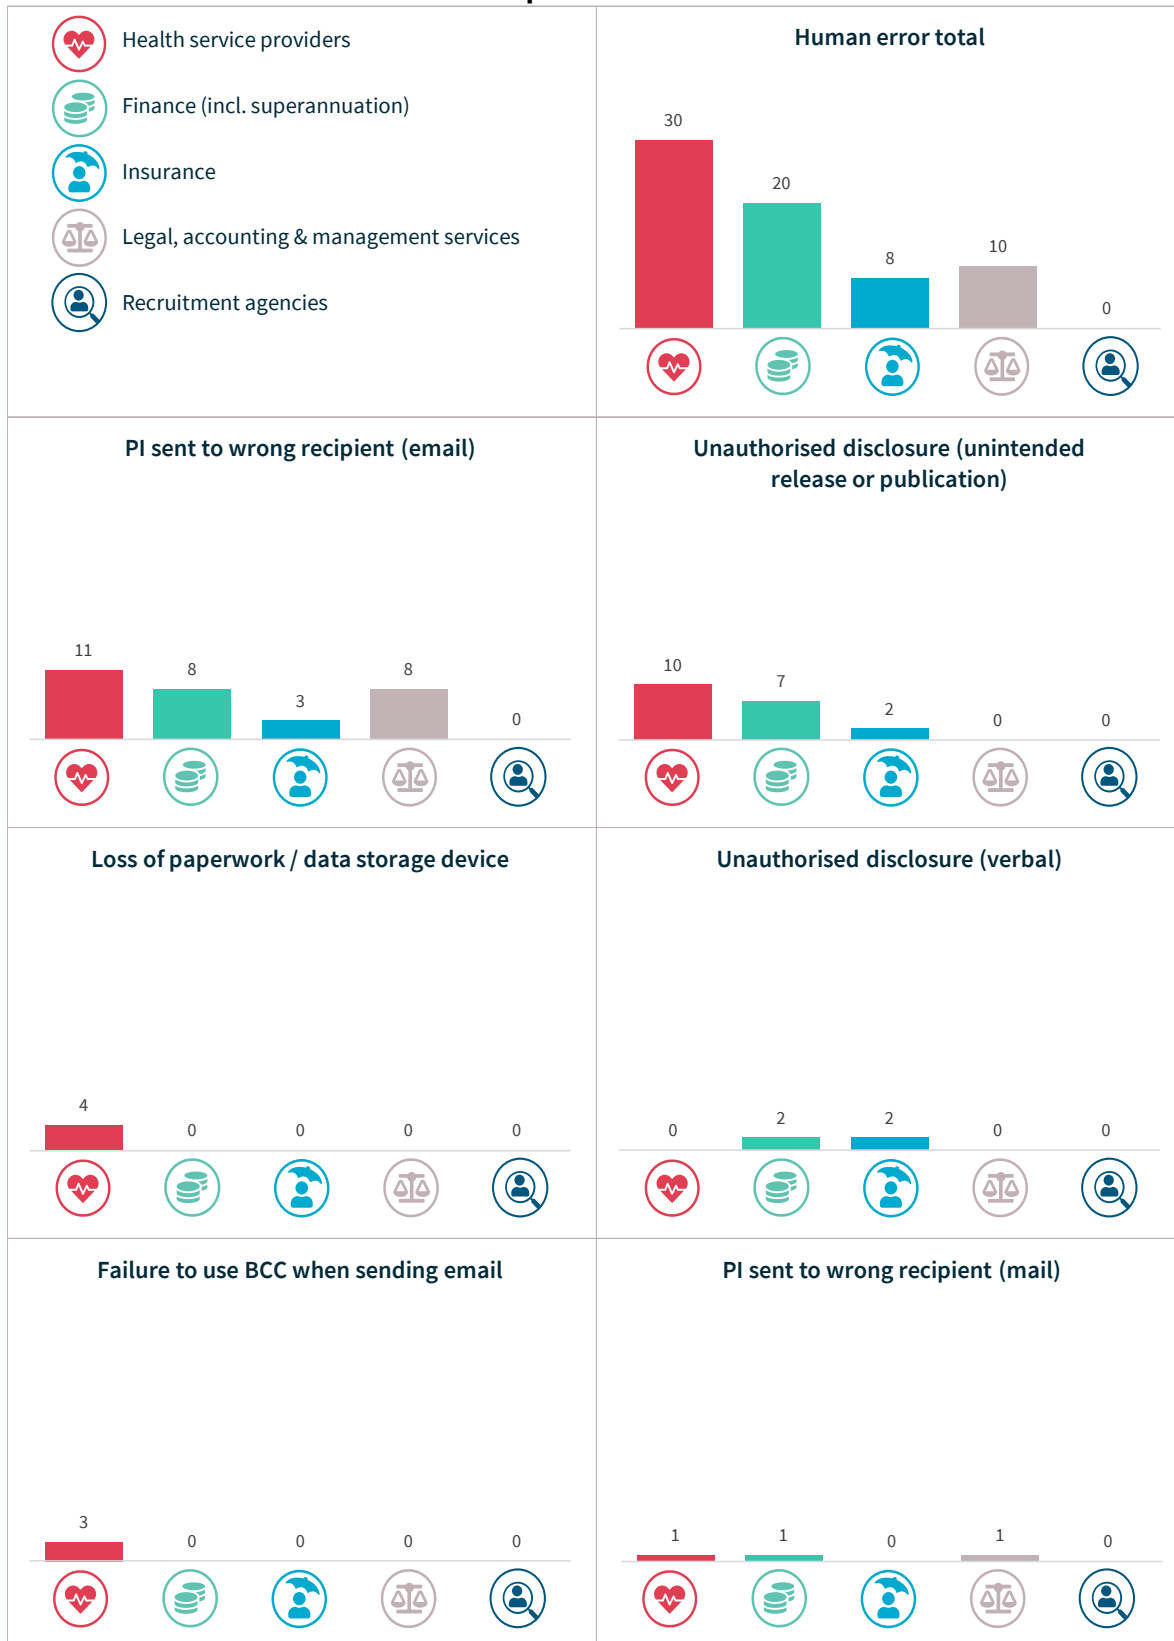 Health service providers
Finance (incl. superannuation)
Insurance
Legal, accounting & management services
Recruitment agencies
Human error total
30
20
8
10
0
PI sent to wrong recipient (email)
11
8
3
8
0
Unauthorised disclosure (unintended
release or publication)
10
7
2
0
0
Loss of paperwork / data storage device
4
0
0
0
0
Unauthorised disclosure (verbal)
0
2
2
0
0
Failure to use BCC when sending email
3
0
0
0
0
PI sent to wrong recipient (mail)
1
1
0
1
0